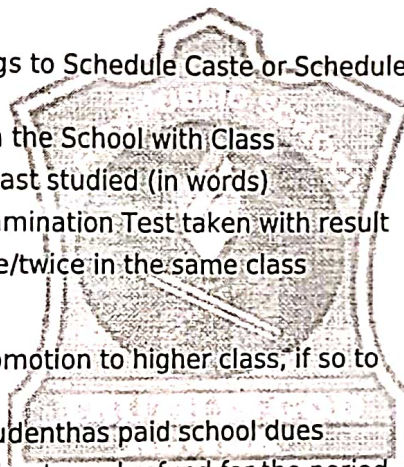 gs to Schedule Caste or Schedule
the School with Class
ast studied (in words)
mination Test taken with result
e/twice in the same class
omotion to higher class, if so to
udenthas paid school dues